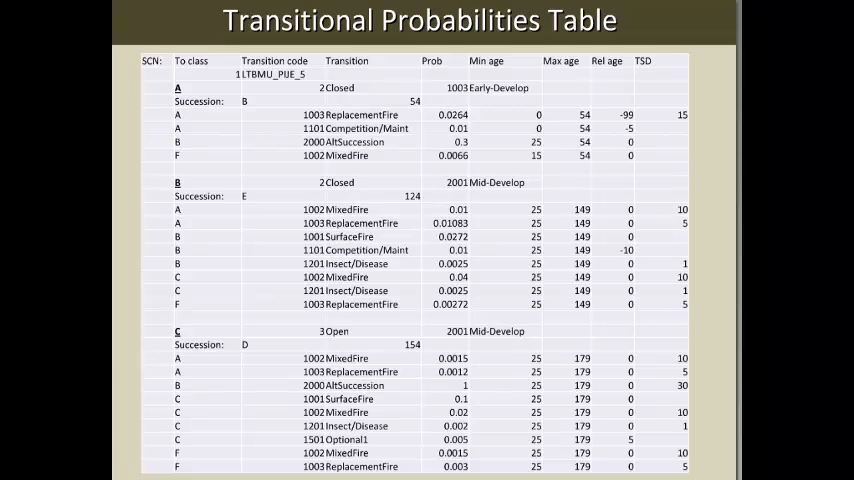 Transitional Probabilities Table
SCN: To class Transition code Transition Prob Min age Max age Rel age TSD
1 LTBMU_PIJE_5
A 2 Closed 1003 Early-Develop
Succession: B 54
A 1003 ReplacementFire 0.0264 0 54 -99 15
A 1101 Competition/Maint 0.01 0 54 -5
B 2000 AltSuccession 0.3 25 54 0
F 1002 MixedFire 0.0066 15 54 0
B 2 Closed 2001 Mid-Develop
Succession: E 124
A 1002 MixedFire 0.01 25 149 0 10
A 1003 ReplacementFire 0.01083 25 149 0 5
B 1001 SurfaceFire 0.0272 25 149 0
B 1101 Competition/Maint 0.01 25 149 -10
B 1201 Insect/Disease 0.0025 25 149 0 1
C 1002 MixedFire 0.04 25 149 0 10
C 1201 Insect/Disease 0.0025 25 149 0 1
F 1003 ReplacementFire 0.00272 25 149 0 5
C 3 Open 2001 Mid-Develop
Succession: D 154
A 1002 MixedFire 0.0015 25 179 0 10
A 1003 ReplacementFire 0.0012 25 179 0 5
B 2000 AltSuccession 1 25 179 0 30
C 1001 SurfaceFire 0.1 25 179 0
C 1002 MixedFire 0.02 25 179 0 10
C 1201 Insect/Disease 0.002 25 179 0 1
C 1501 Optional1 0.005 25 179 5
F 1002 MixedFire 0.0015 25 179 0 10
F 1003 ReplacementFire 0.003 25 179 0 5